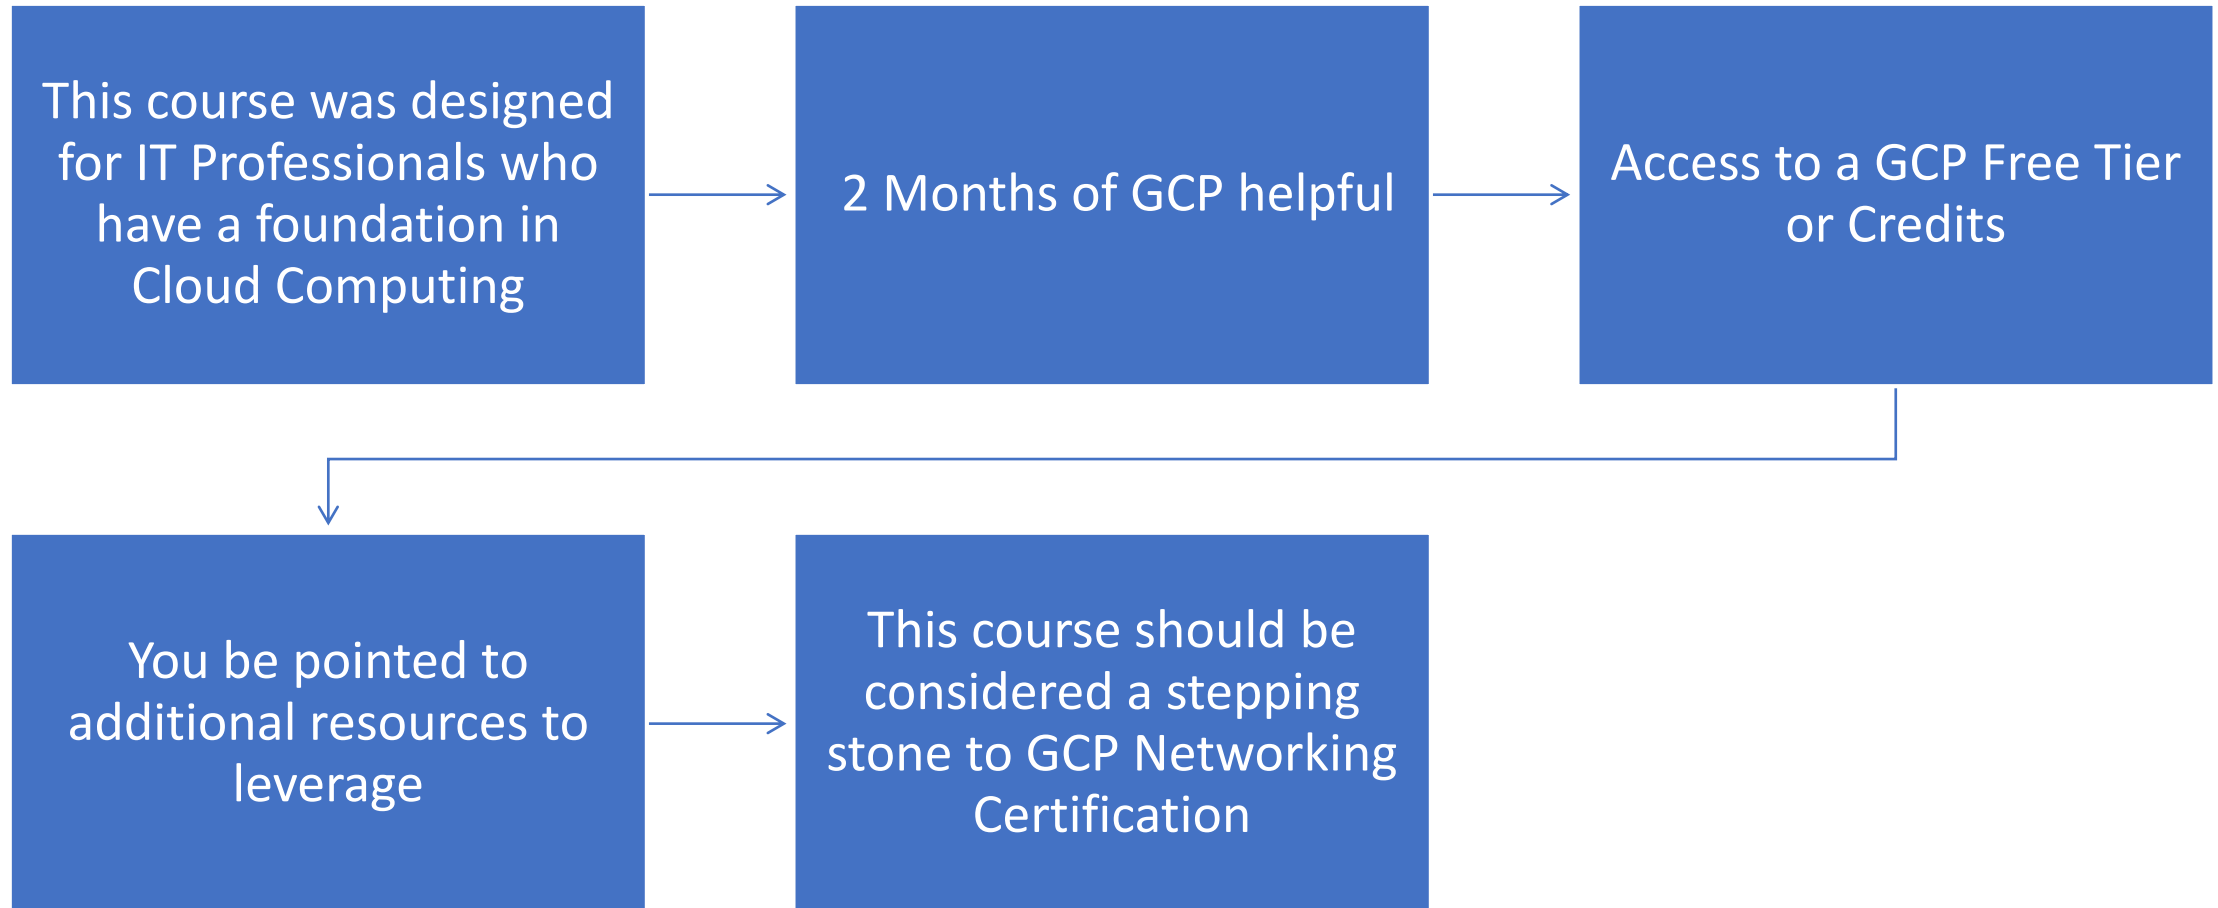 This course was designed
for IT Professionals who
have a foundation in
Cloud Computing
2 Months of GCP helpful
Access to a GCP Free Tier
or Credits
You be pointed to
additional resources to
leverage
This course should be
considered a stepping
stone to GCP Networking
Certification